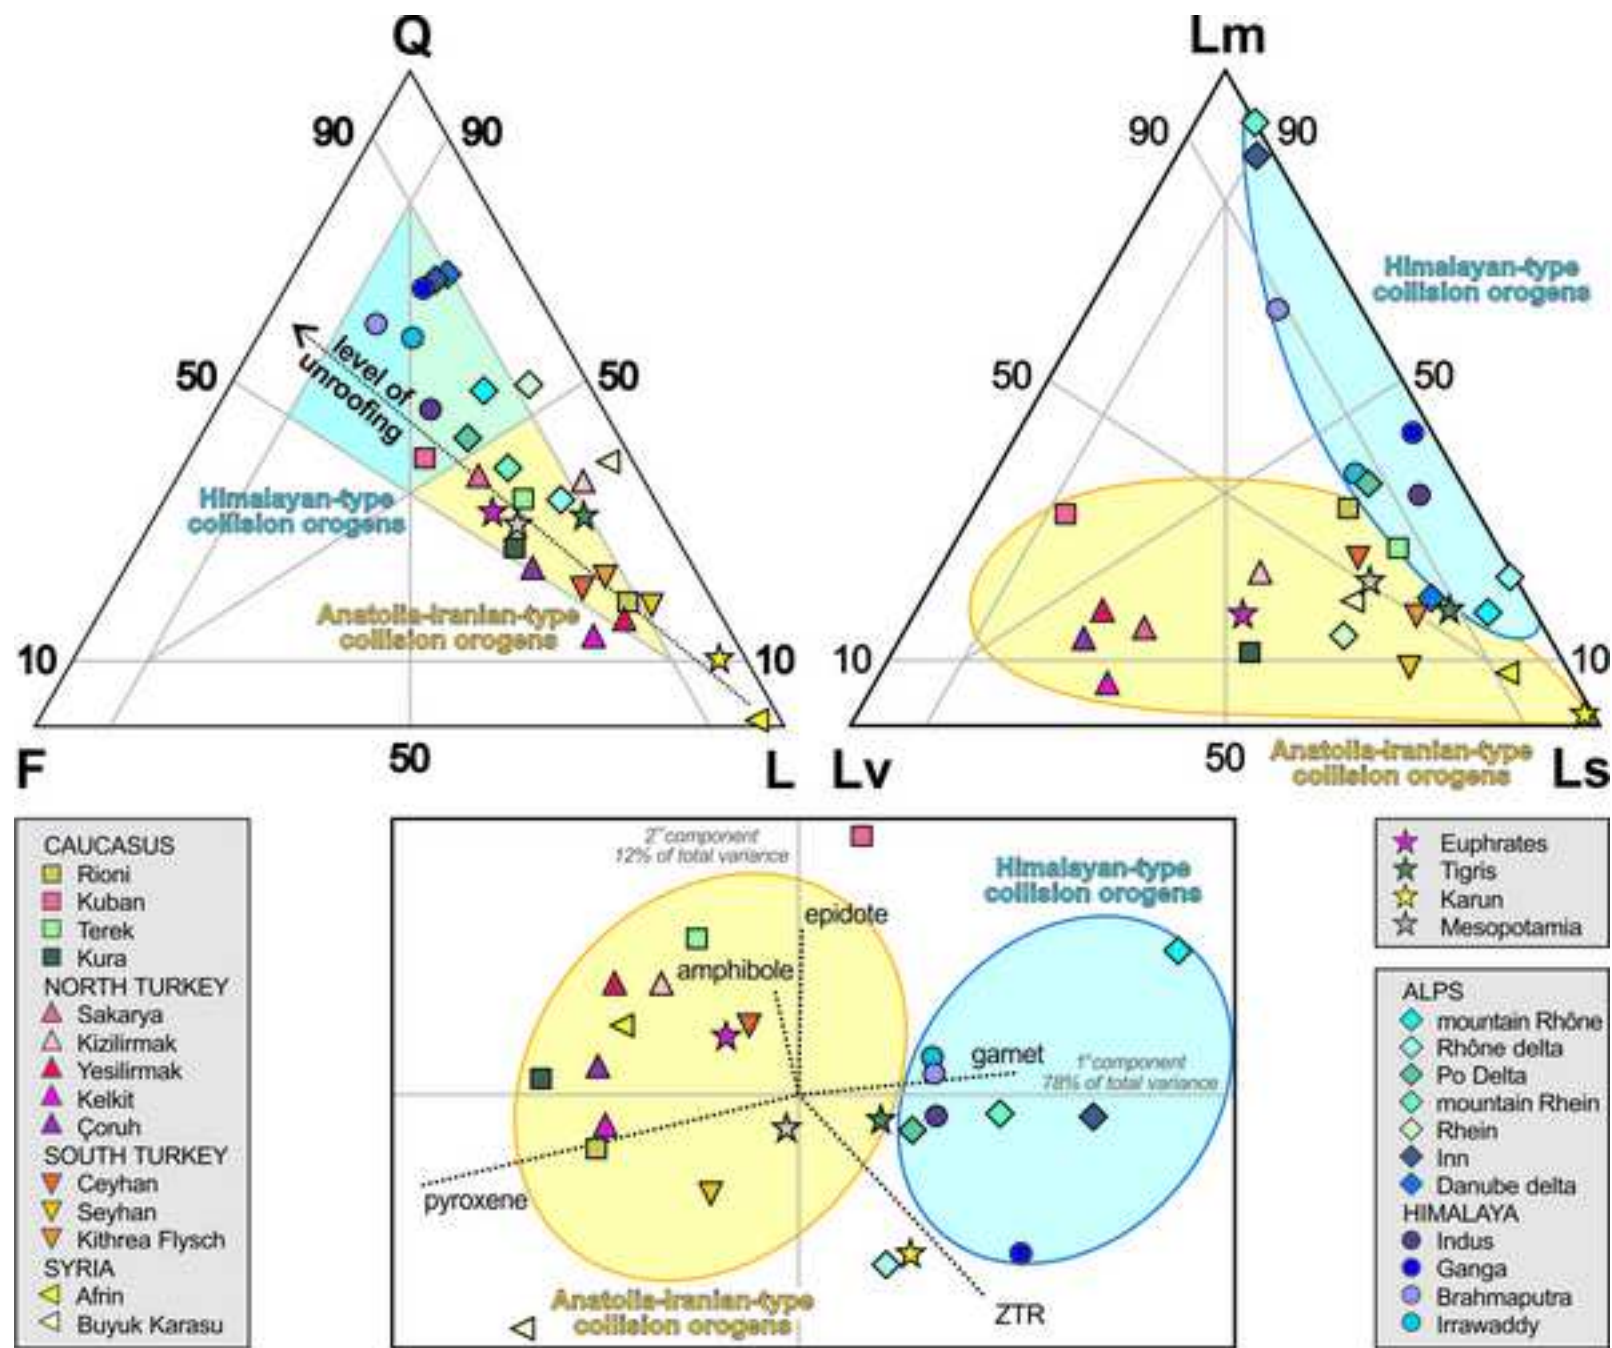 Q
Lm
90
90
90
90
Himalayan-type
collision orogens
50
50
50
50
level of
unroofing
Himalayan-type
collision orogens
Anatolia-Iranian-type
collision orogens
10
10
10
10
F
50
L
Lv
50
Anatolia-Iranian-type
collision orogens
Ls
CAUCASUS
Rioni
Kuban
Terek
Kura
NORTH TURKEY
Sakarya
Kizilirmak
Yesilirmak
Kelkit
Çoruh
SOUTH TURKEY
Ceyhan
Seyhan
Kithrea Flysch
SYRIA
Afrin
Buyuk Karasu
2° component
12% of total variance
Himalayan-type
collision orogens
epidote
amphibole
garnet
1° component
78% of total variance
pyroxene
ZTR
Anatolia-Iranian-type
collision orogens
Euphrates
Tigris
Karun
Mesopotamia
ALPS
mountain Rhône
Rhône delta
Po Delta
mountain Rhein
Rhein
Inn
Danube delta
HIMALAYA
Indus
Ganga
Brahmaputra
Irrawaddy